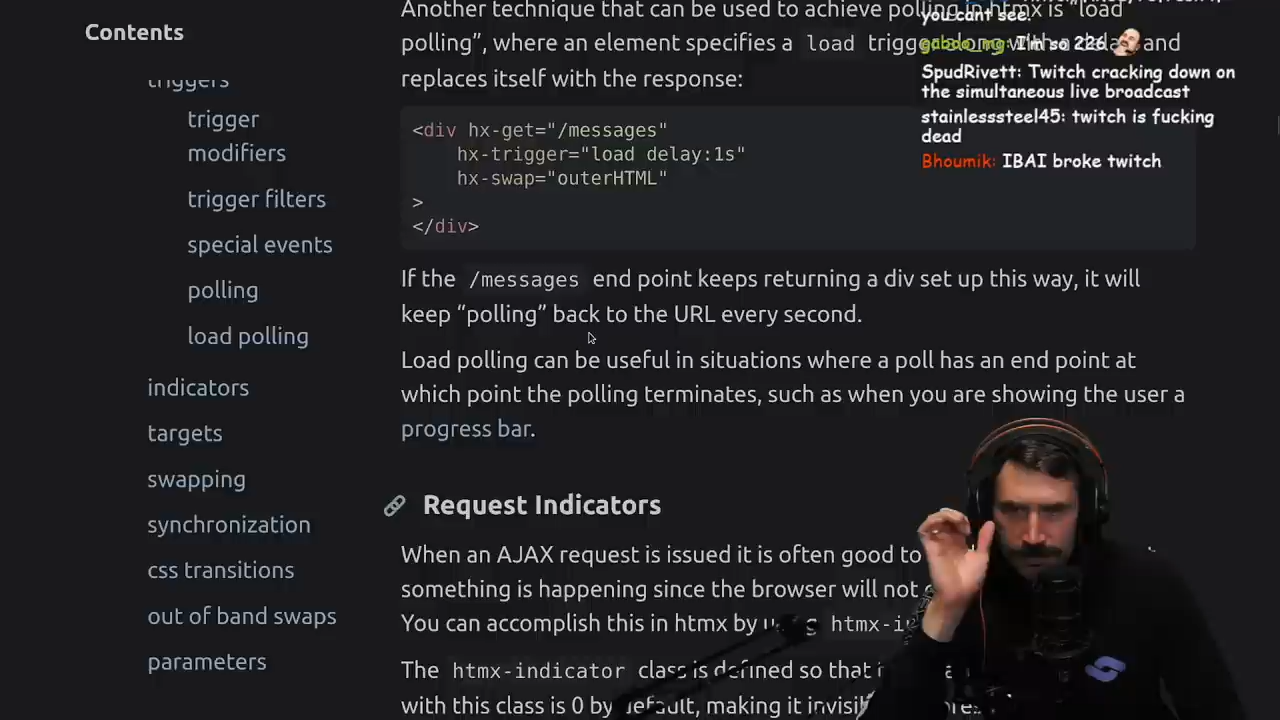 Contents
triggers
trigger
modifiers
trigger filters
special events
polling
load polling
indicators
targets
swapping
synchronization
css transitions
out of band swaps
parameters
Another technique that can be used to achieve polling in htmx is “load
polling”, where an element specifies a load trigger along with a delay and
replaces itself with the response:
<div hx-get="/messages"
hx-trigger="load delay:1s"
hx-swap="outerHTML"
>
</div>
If the /messages end point keeps returning a div set up this way, it will
keep “polling” back to the URL every second.
Load polling can be useful in situations where a poll has an end point at
which point the polling terminates, such as when you are showing the user a
progress bar.
Request Indicators
When an AJAX request is issued it is often good to
something is happening since the browser will not
You can accomplish this in htmx by using
The htmx-indicator class is defined so that
with this class is 0 by default, making it
you cant see.
I'm so 226
SpudRivett: Twitch cracking down on
the simultaneous live broadcast
stainlesssteel45: twitch is fucking
dead
Bhoumik: IBAI broke twitch